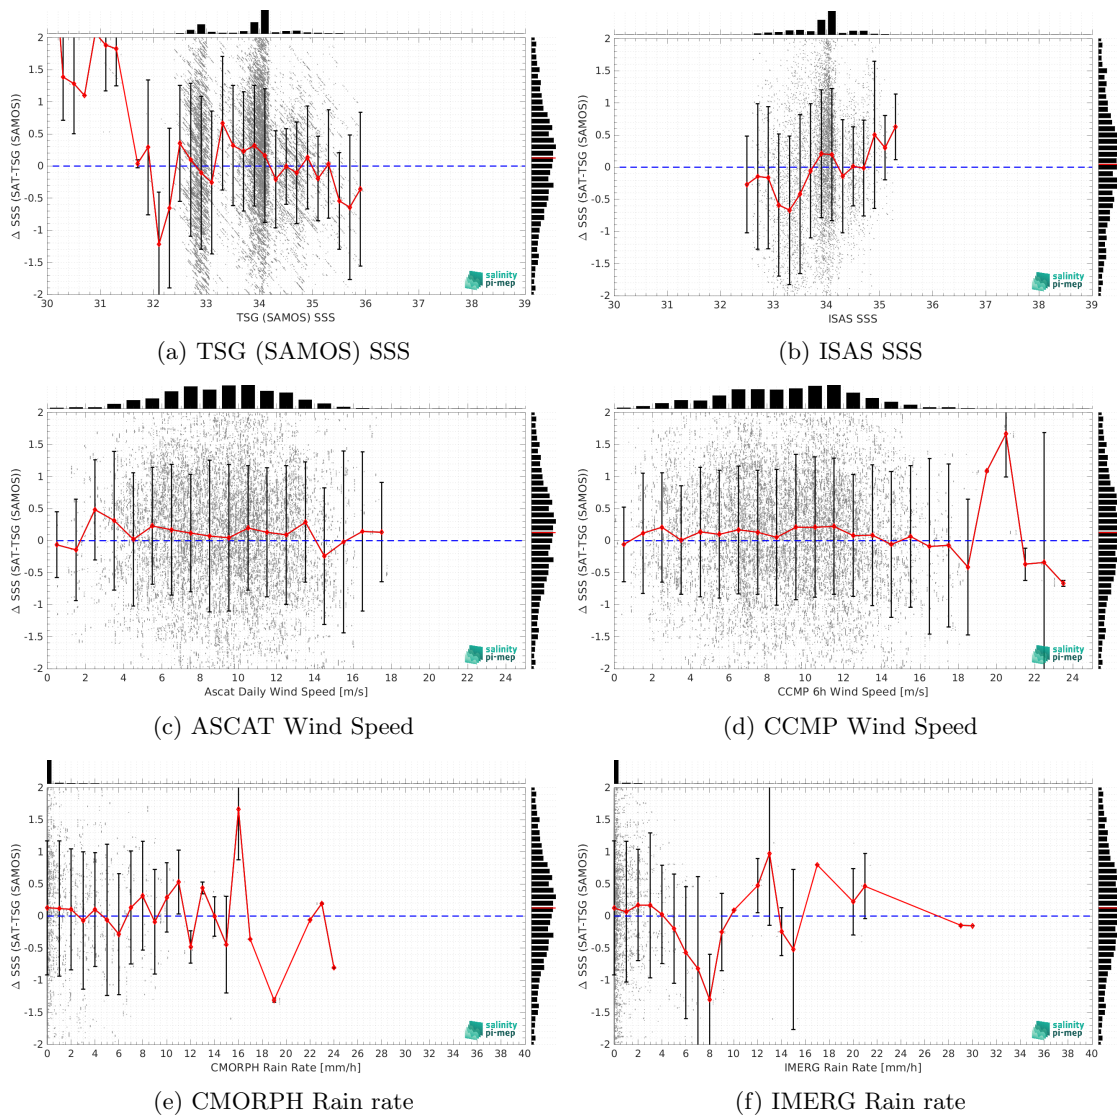 2
1.5
1
0.5
0
-0.5
-1
-1.5
-2
Δ SSS (SAT-TSG (SAMOS))
30 31 32 33 34 35 36 37 38 39
TSG (SAMOS) SSS
salinity
pi-mep
(a) TSG (SAMOS) SSS
2
1.5
1
0.5
0
-0.5
-1
-1.5
-2
Δ SSS (SAT-TSG (SAMOS))
30 31 32 33 34 35 36 37 38 39
ISAS SSS
salinity
pi-mep
(b) ISAS SSS
2
1.5
1
0.5
0
-0.5
-1
-1.5
-2
Δ SSS (SAT-TSG (SAMOS))
0 2 4 6 8 10 12 14 16 18 20 22 24
Ascat Daily Wind Speed [m/s]
salinity
pi-mep
(c) ASCAT Wind Speed
2
1.5
1
0.5
0
-0.5
-1
-1.5
-2
Δ SSS (SAT-TSG (SAMOS))
0 2 4 6 8 10 12 14 16 18 20 22 24
CCMP 6h Wind Speed [m/s]
salinity
pi-mep
(d) CCMP Wind Speed
2
1.5
1
0.5
0
-0.5
-1
-1.5
-2
Δ SSS (SAT-TSG (SAMOS))
0 2 4 6 8 10 12 14 16 18 20 22 24 26 28 30 32 34 36 38 40
CMORPH Rain Rate [mm/h]
salinity
pi-mep
(e) CMORPH Rain rate
2
1.5
1
0.5
0
-0.5
-1
-1.5
-2
Δ SSS (SAT-TSG (SAMOS))
0 2 4 6 8 10 12 14 16 18 20 22 24 26 28 30 32 34 36 38 40
IMERG Rain Rate [mm/h]
salinity
pi-mep
(f) IMERG Rain rate